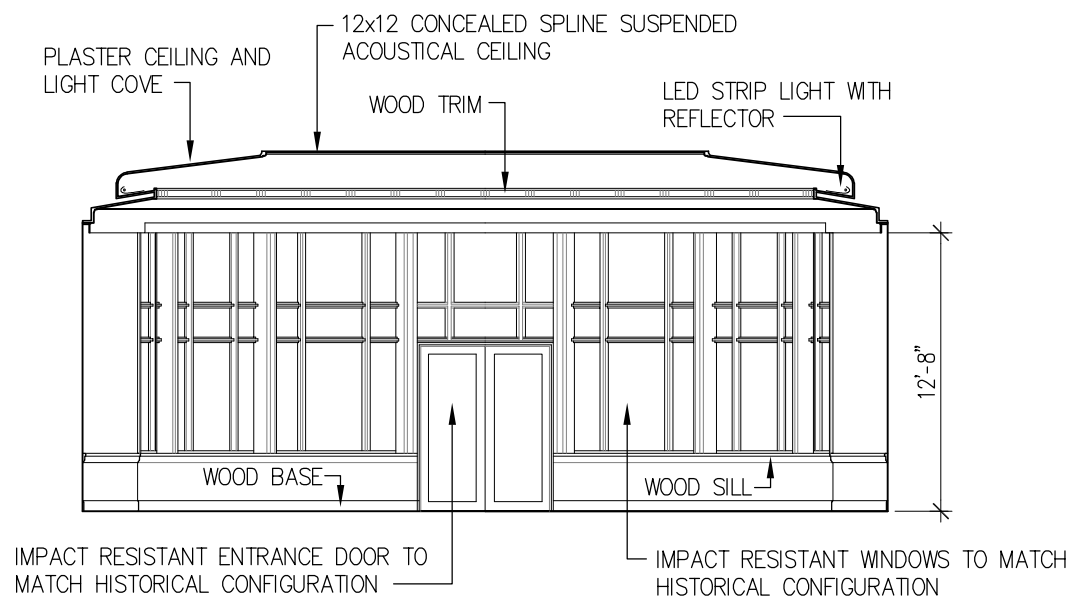 12x12 CONCEALED SPLINE SUSPENDED
ACOUSTICAL CEILING
PLASTER CEILING AND
LIGHT COVE
WOOD TRIM
LED STRIP LIGHT WITH
REFLECTOR
12'-8"
WOOD BASE
WOOD SILL
IMPACT RESISTANT ENTRANCE DOOR TO
MATCH HISTORICAL CONFIGURATION
IMPACT RESISTANT WINDOWS TO MATCH
HISTORICAL CONFIGURATION